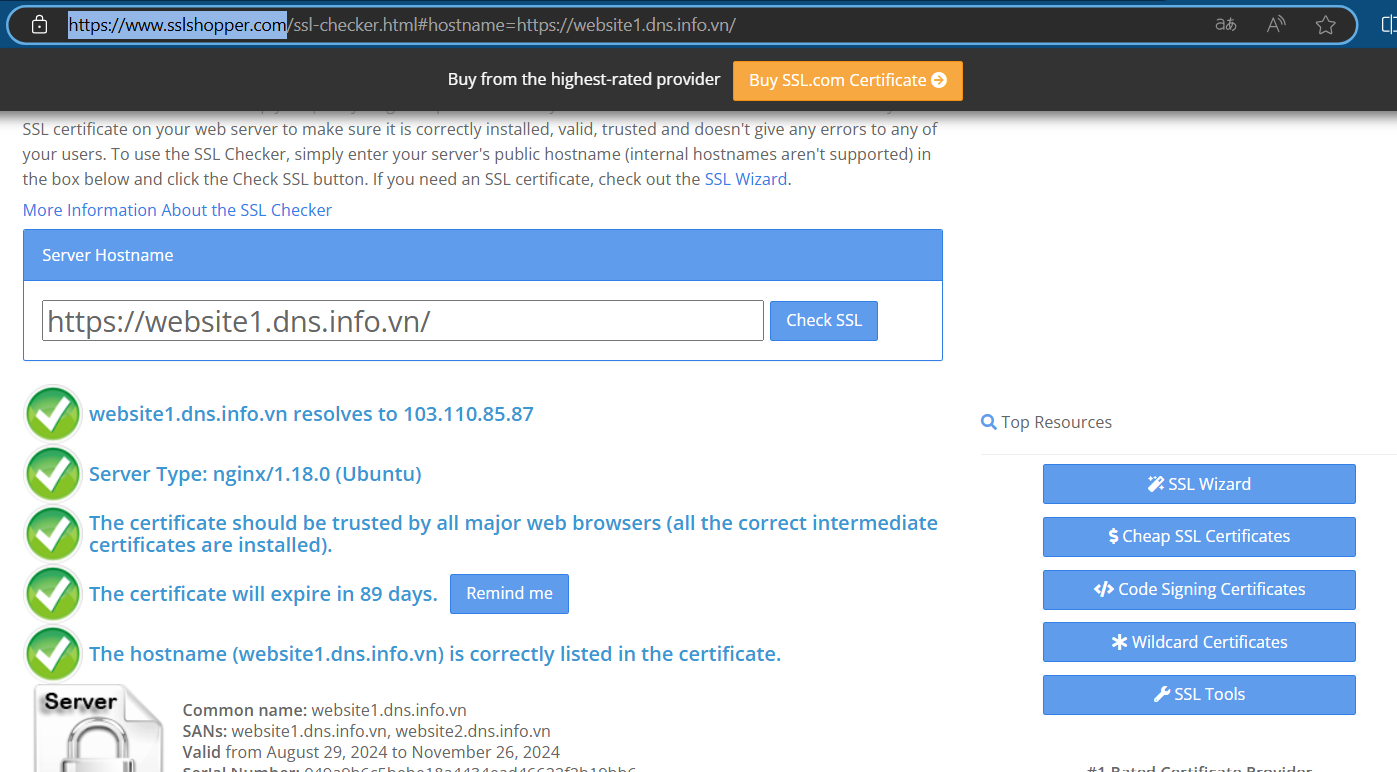 https://www.sslshopper.com/ssl-checker.html#hostname=https://website1.dns.info.vn/
Buy from the highest-rated provider
Buy SSL.com Certificate
SSL certificate on your web server to make sure it is correctly installed, valid, trusted and doesn't give any errors to any of
your users. To use the SSL Checker, simply enter your server's public hostname (internal hostnames aren't supported) in
the box below and click the Check SSL button. If you need an SSL certificate, check out the SSL Wizard.
More Information About the SSL Checker
Server Hostname
https://website1.dns.info.vn/
Check SSL
website1.dns.info.vn resolves to 103.110.85.87
Server Type: nginx/1.18.0 (Ubuntu)
The certificate should be trusted by all major web browsers (all the correct intermediate
certificates are installed).
The certificate will expire in 89 days.
Remind me
The hostname (website1.dns.info.vn) is correctly listed in the certificate.
Server
Common name: website1.dns.info.vn
SANs: website1.dns.info.vn, website2.dns.info.vn
Valid from August 29, 2024 to November 26, 2024
Serial Number:
Top Resources
SSL Wizard
Cheap SSL Certificates
Code Signing Certificates
Wildcard Certificates
SSL Tools
#1 Rated Certificate Provider